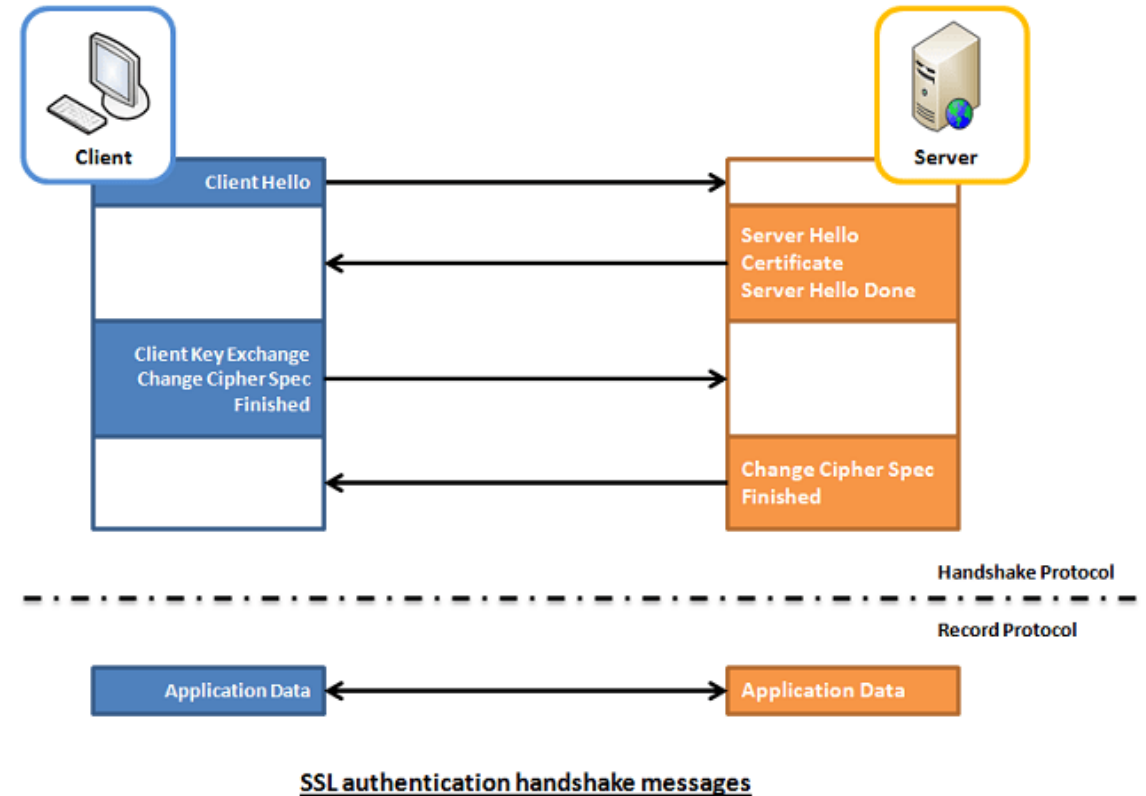 Client
Server
Client Hello
Server Hello
Certificate
Server Hello Done
Client Key Exchange
Change Cipher Spec
Finished
Change Cipher Spec
Finished
Handshake Protocol
Record Protocol
Application Data
Application Data
SSL authentication handshake messages